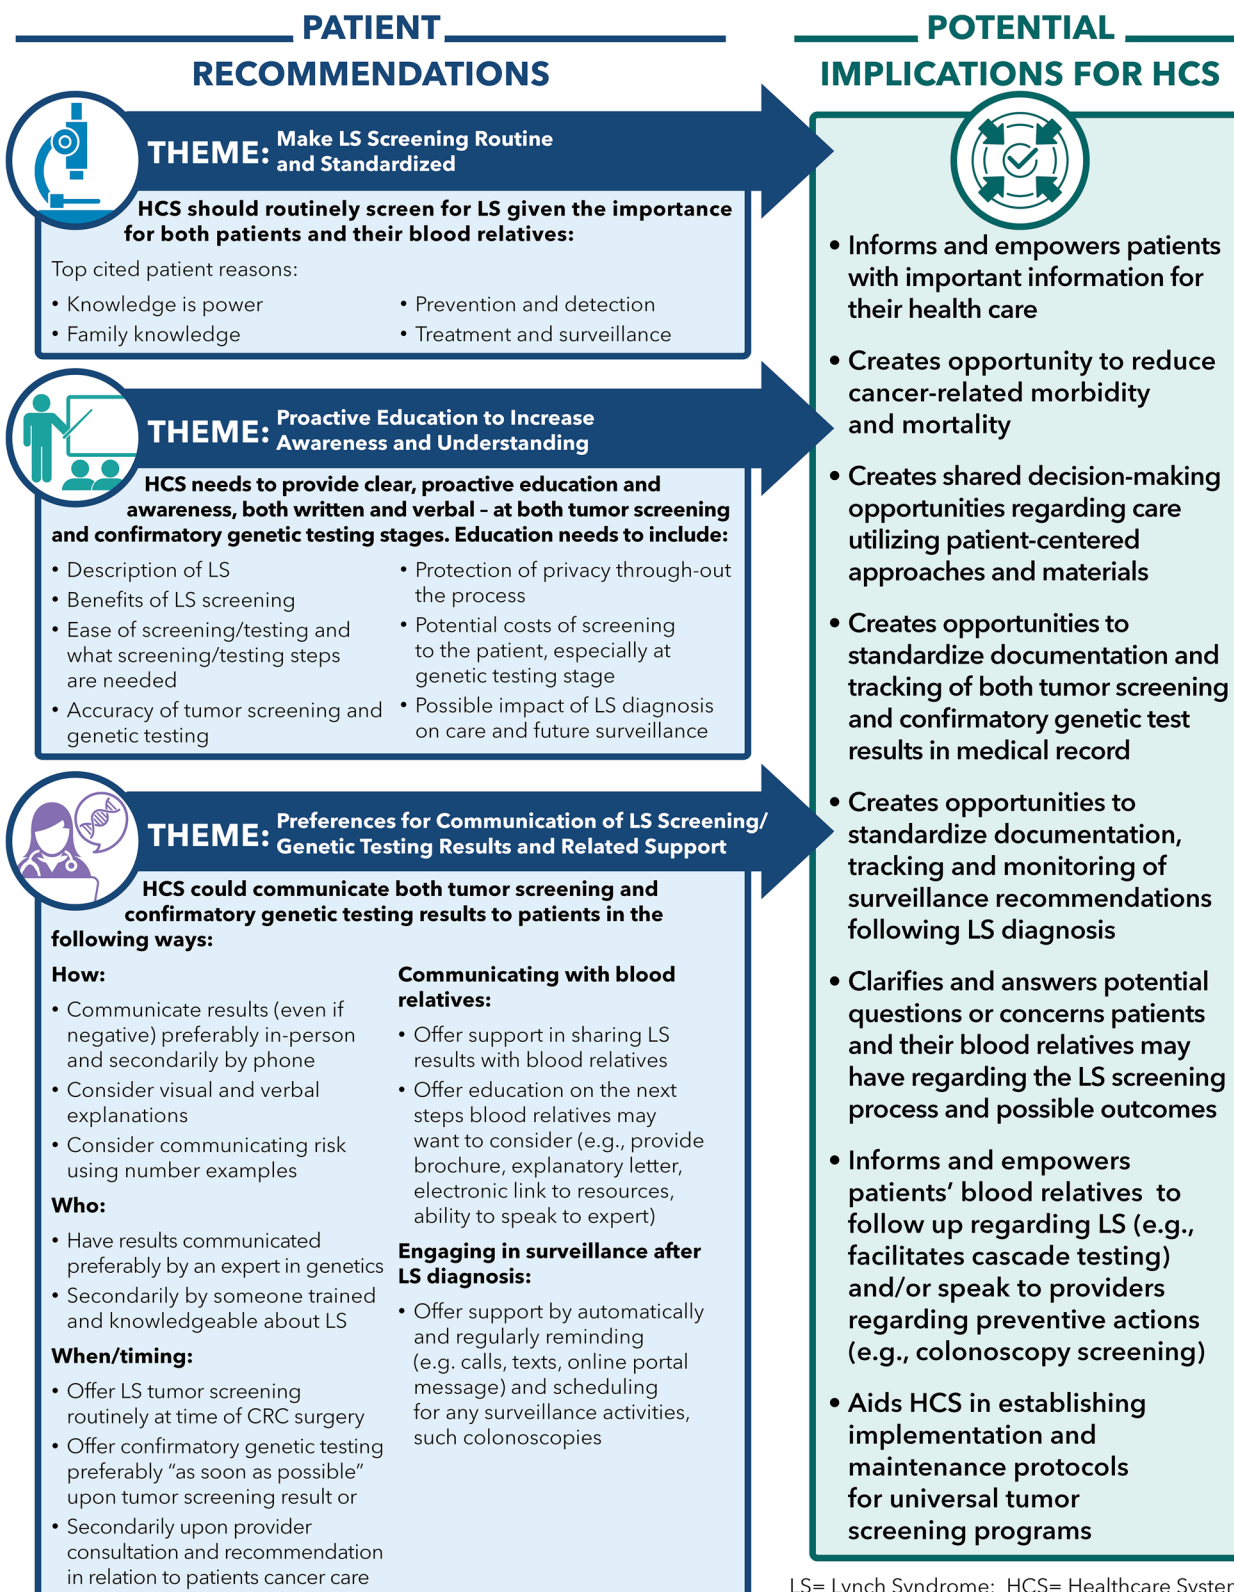 PATIENT
RECOMMENDATIONS
THEME: Make LS Screening Routine
and Standardized
HCS should routinely screen for LS given the importance
for both patients and their blood relatives:
Top cited patient reasons:
• Knowledge is power
• Family knowledge
• Prevention and detection
• Treatment and surveillance
THEME: Proactive Education to Increase
Awareness and Understanding
HCS needs to provide clear, proactive education and
awareness, both written and verbal – at both tumor screening
and confirmatory genetic testing stages. Education needs to include:
• Description of LS
• Benefits of LS screening
• Ease of screening/testing and
what screening/testing steps
are needed
• Accuracy of tumor screening and
genetic testing
• Protection of privacy through-out
the process
• Potential costs of screening
to the patient, especially at
genetic testing stage
• Possible impact of LS diagnosis
on care and future surveillance
THEME: Preferences for Communication of LS Screening/
Genetic Testing Results and Related Support
HCS could communicate both tumor screening and
confirmatory genetic testing results to patients in the
following ways:
How:
• Communicate results (even if
negative) preferably in-person
and secondarily by phone
• Consider visual and verbal
explanations
• Consider communicating risk
using number examples
Who:
• Have results communicated
preferably by an expert in genetics
• Secondarily by someone trained
and knowledgeable about LS
When/timing:
• Offer LS tumor screening
routinely at time of CRC surgery
• Offer confirmatory genetic testing
preferably “as soon as possible”
upon tumor screening result or
• Secondarily upon provider
consultation and recommendation
in relation to patients cancer care
Communicating with blood
relatives:
• Offer support in sharing LS
results with blood relatives
• Offer education on the next
steps blood relatives may
want to consider (e.g., provide
brochure, explanatory letter,
electronic link to resources,
ability to speak to expert)
Engaging in surveillance after
LS diagnosis:
• Offer support by automatically
and regularly reminding
(e.g. calls, texts, online portal
message) and scheduling
for any surveillance activities,
such colonoscopies
POTENTIAL
IMPLICATIONS FOR HCS
• Informs and empowers patients
with important information for
their health care
• Creates opportunity to reduce
cancer-related morbidity
and mortality
• Creates shared decision-making
opportunities regarding care
utilizing patient-centered
approaches and materials
• Creates opportunities to
standardize documentation and
tracking of both tumor screening
and confirmatory genetic test
results in medical record
• Creates opportunities to
standardize documentation,
tracking and monitoring of
surveillance recommendations
following LS diagnosis
• Clarifies and answers potential
questions or concerns patients
and their blood relatives may
have regarding the LS screening
process and possible outcomes
• Informs and empowers
patients’ blood relatives to
follow up regarding LS (e.g.,
facilitates cascade testing)
and/or speak to providers
regarding preventive actions
(e.g., colonoscopy screening)
• Aids HCS in establishing
implementation and
maintenance protocols
for universal tumor
screening programs
LS= Lynch Syndrome; HCS= Healthcare